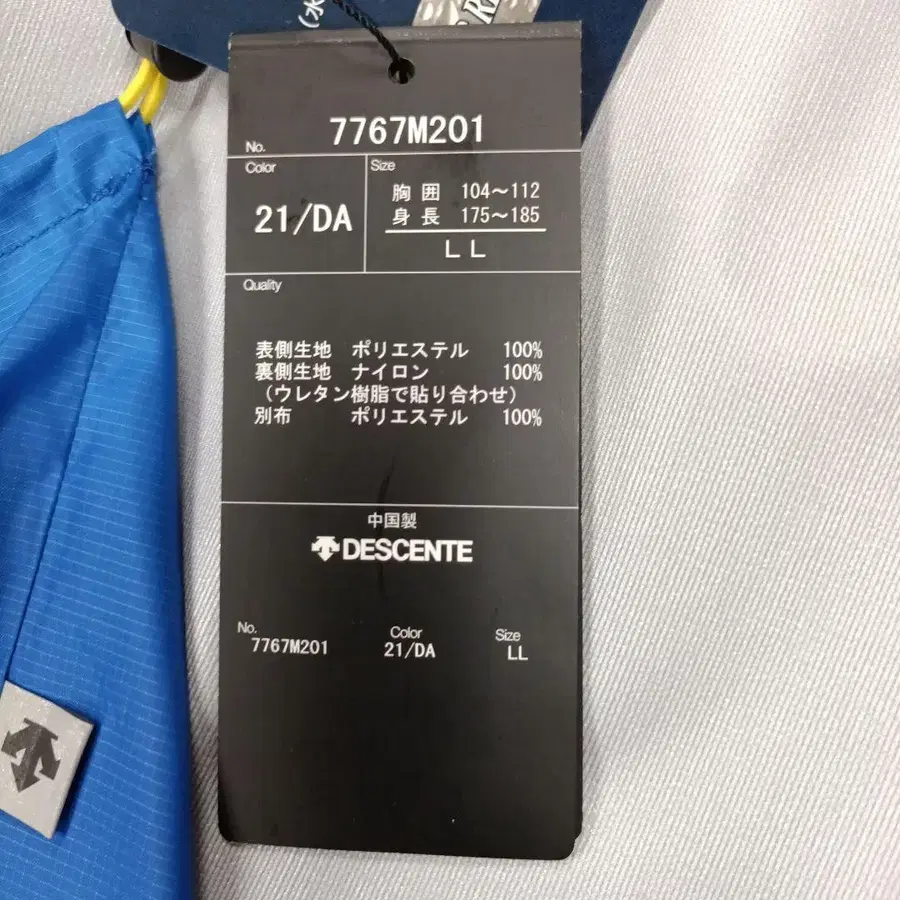 (水
No. 7767M201
Color
21/DA
Size
胸 囲 104～112
身 長 175～185
LL
Quality
表側生地 ポリエステル 100%
裏側生地 ナイロン 100%
（ウレタン樹脂で貼り合わせ）
別布 ポリエステル 100%
中国製
DESCENTE
No. Color Size
7767M201 21/DA LL